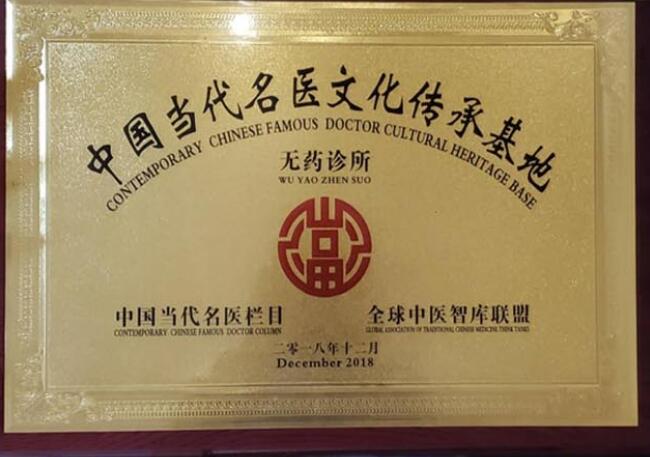 中国当代名医文化传承基地
CONTEMPORARY CHINESE FAMOUS DOCTOR CULTURAL HERITAGE BASE
无药诊所
WU YAO ZHEN SUO
中国当代名医栏目
CONTEMPORARY CHINESE FAMOUS DOCTOR COLUMN
全球中医智库联盟
GLOBAL ASSOCIATION OF TRADITIONAL CHINESE MEDICINE THINK TANKS
二零一八年十二月
December 2018